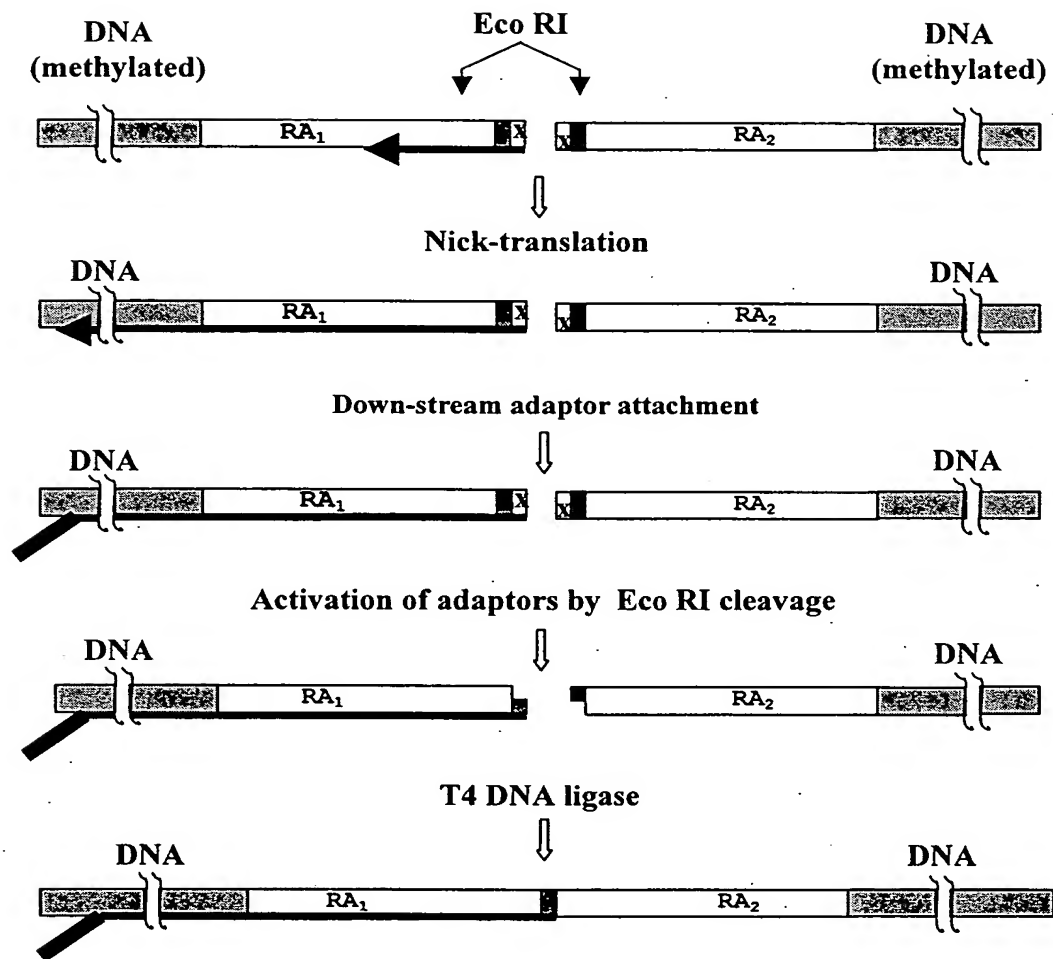 DNA
(methylated)
Eco RI
DNA
(methylated)
RA₁
X
X
RA₂
Nick-translation
DNA
DNA
RA₁
X
X
RA₂
Down-stream adaptor attachment
DNA
DNA
RA₁
X
X
RA₂
Activation of adaptors by Eco RI cleavage
DNA
DNA
RA₁
RA₂
T4 DNA ligase
DNA
DNA
RA₁
RA₂